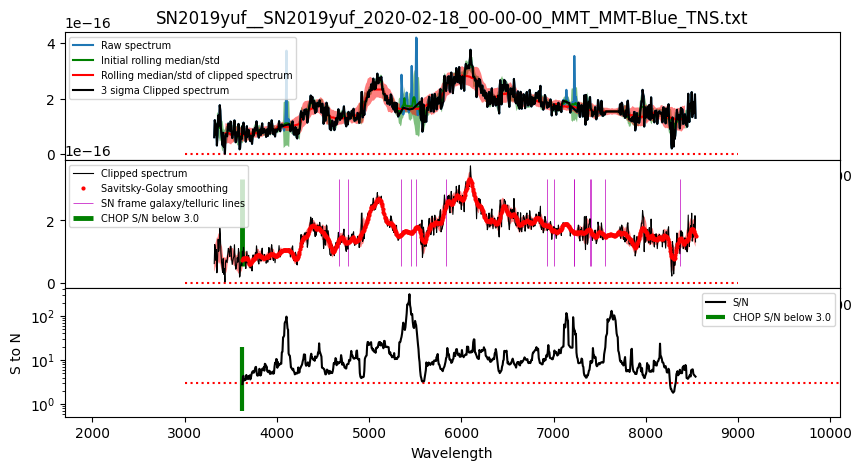 SN2019yuf__SN2019yuf_2020-02-18_00-00-00_MMT_MMT-Blue_TNS.txt
1e−16
4
2
0
Raw spectrum
Initial rolling median/std
Rolling median/std of clipped spectrum
3 sigma Clipped spectrum
1e−16
00
2
0
Clipped spectrum
Savitsky-Golay smoothing
SN frame galaxy/telluric lines
CHOP S/N below 3.0
00
S to N
10²
10¹
10⁰
S/N
CHOP S/N below 3.0
2000 3000 4000 5000 6000 7000 8000 9000 10000
Wavelength